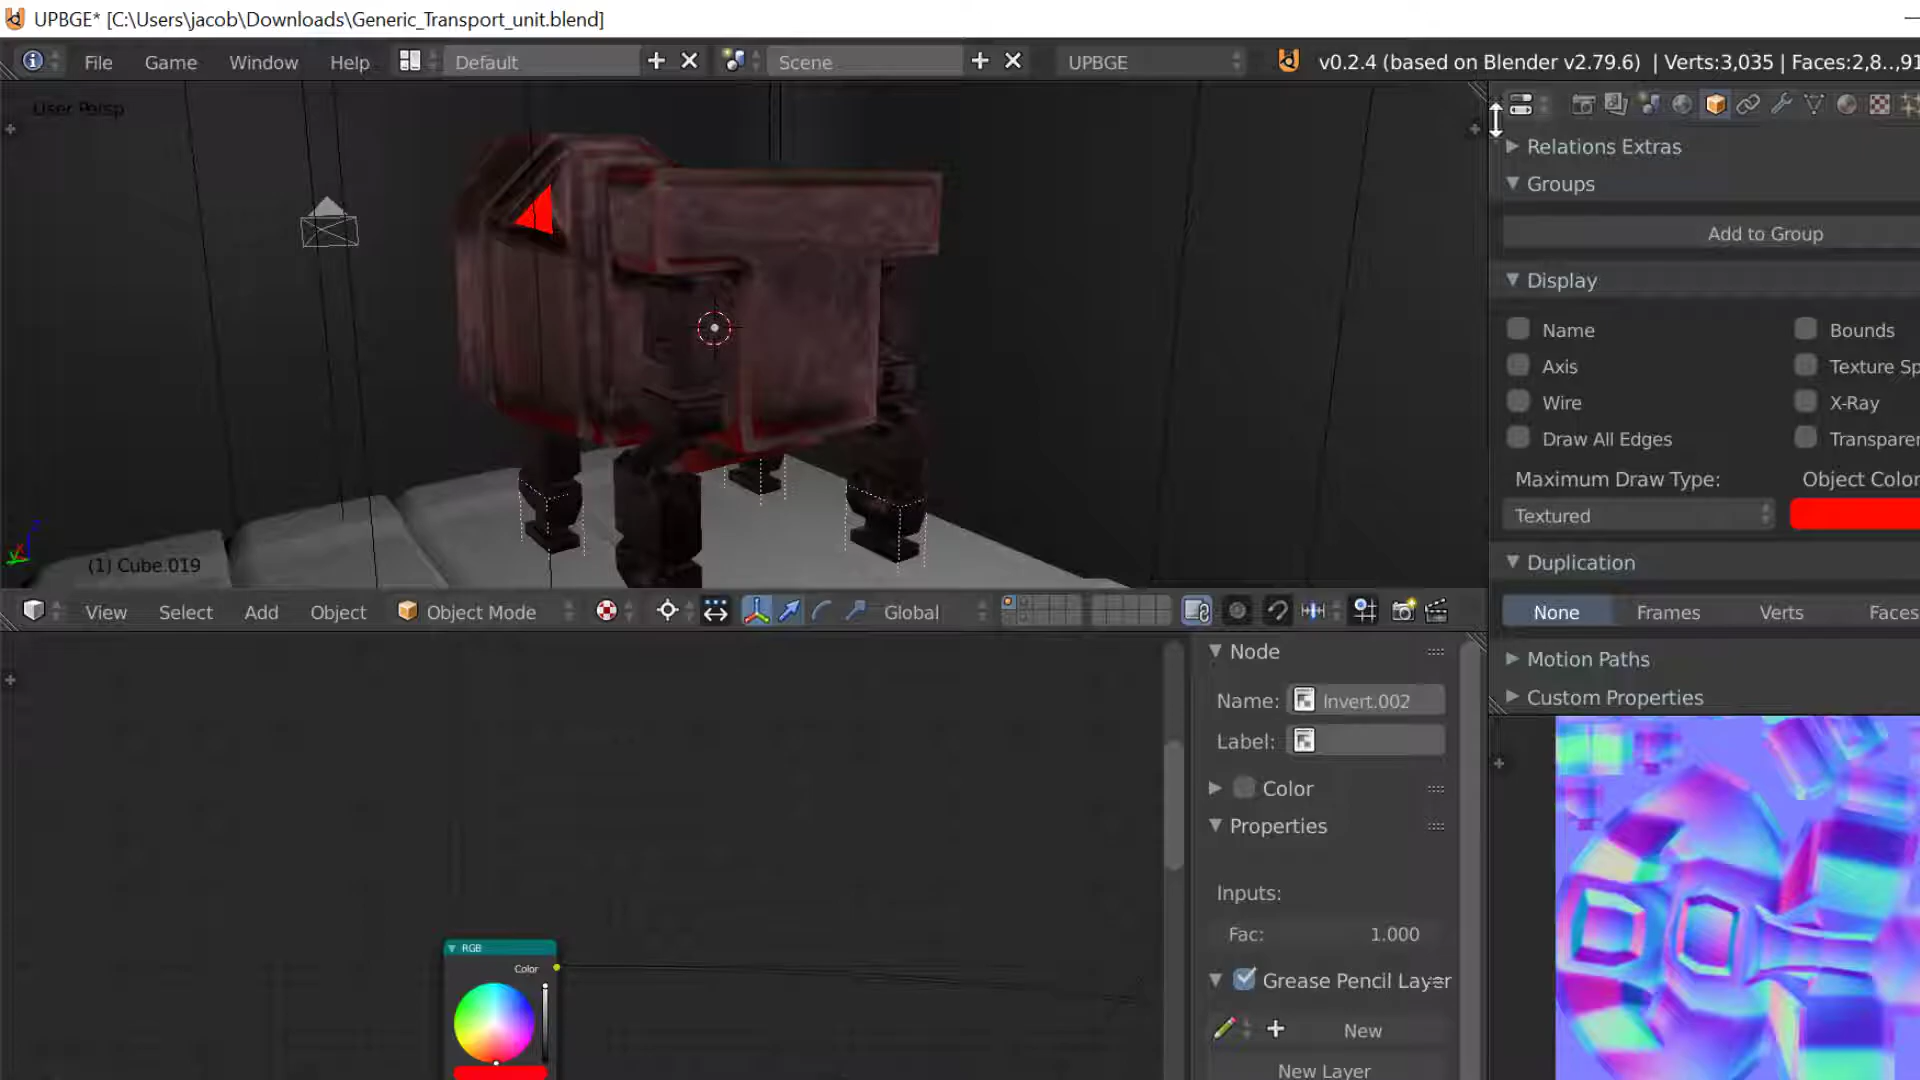 UPBGE* [C:\Users\jacob\Downloads\Generic_Transport_unit.blend]
File Game Window Help Default Scene UPBGE v0.2.4 (based on Blender v2.79.6) | Verts:3,035 | Faces:2,8..,91
User Persp
Relations Extras
Groups
Add to Group
Display
Name Bounds
Axis Texture Sp
Wire X-Ray
Draw All Edges Transparen
Maximum Draw Type: Object Color
Textured
(1) Cube.019
Duplication
None Frames Verts Faces
View Select Add Object Object Mode Global
Motion Paths
Custom Properties
Node
Name: Invert.002
Label:
Color
Properties
Inputs:
Fac: 1.000
Grease Pencil Layer
New
New Layer
RGB
Color